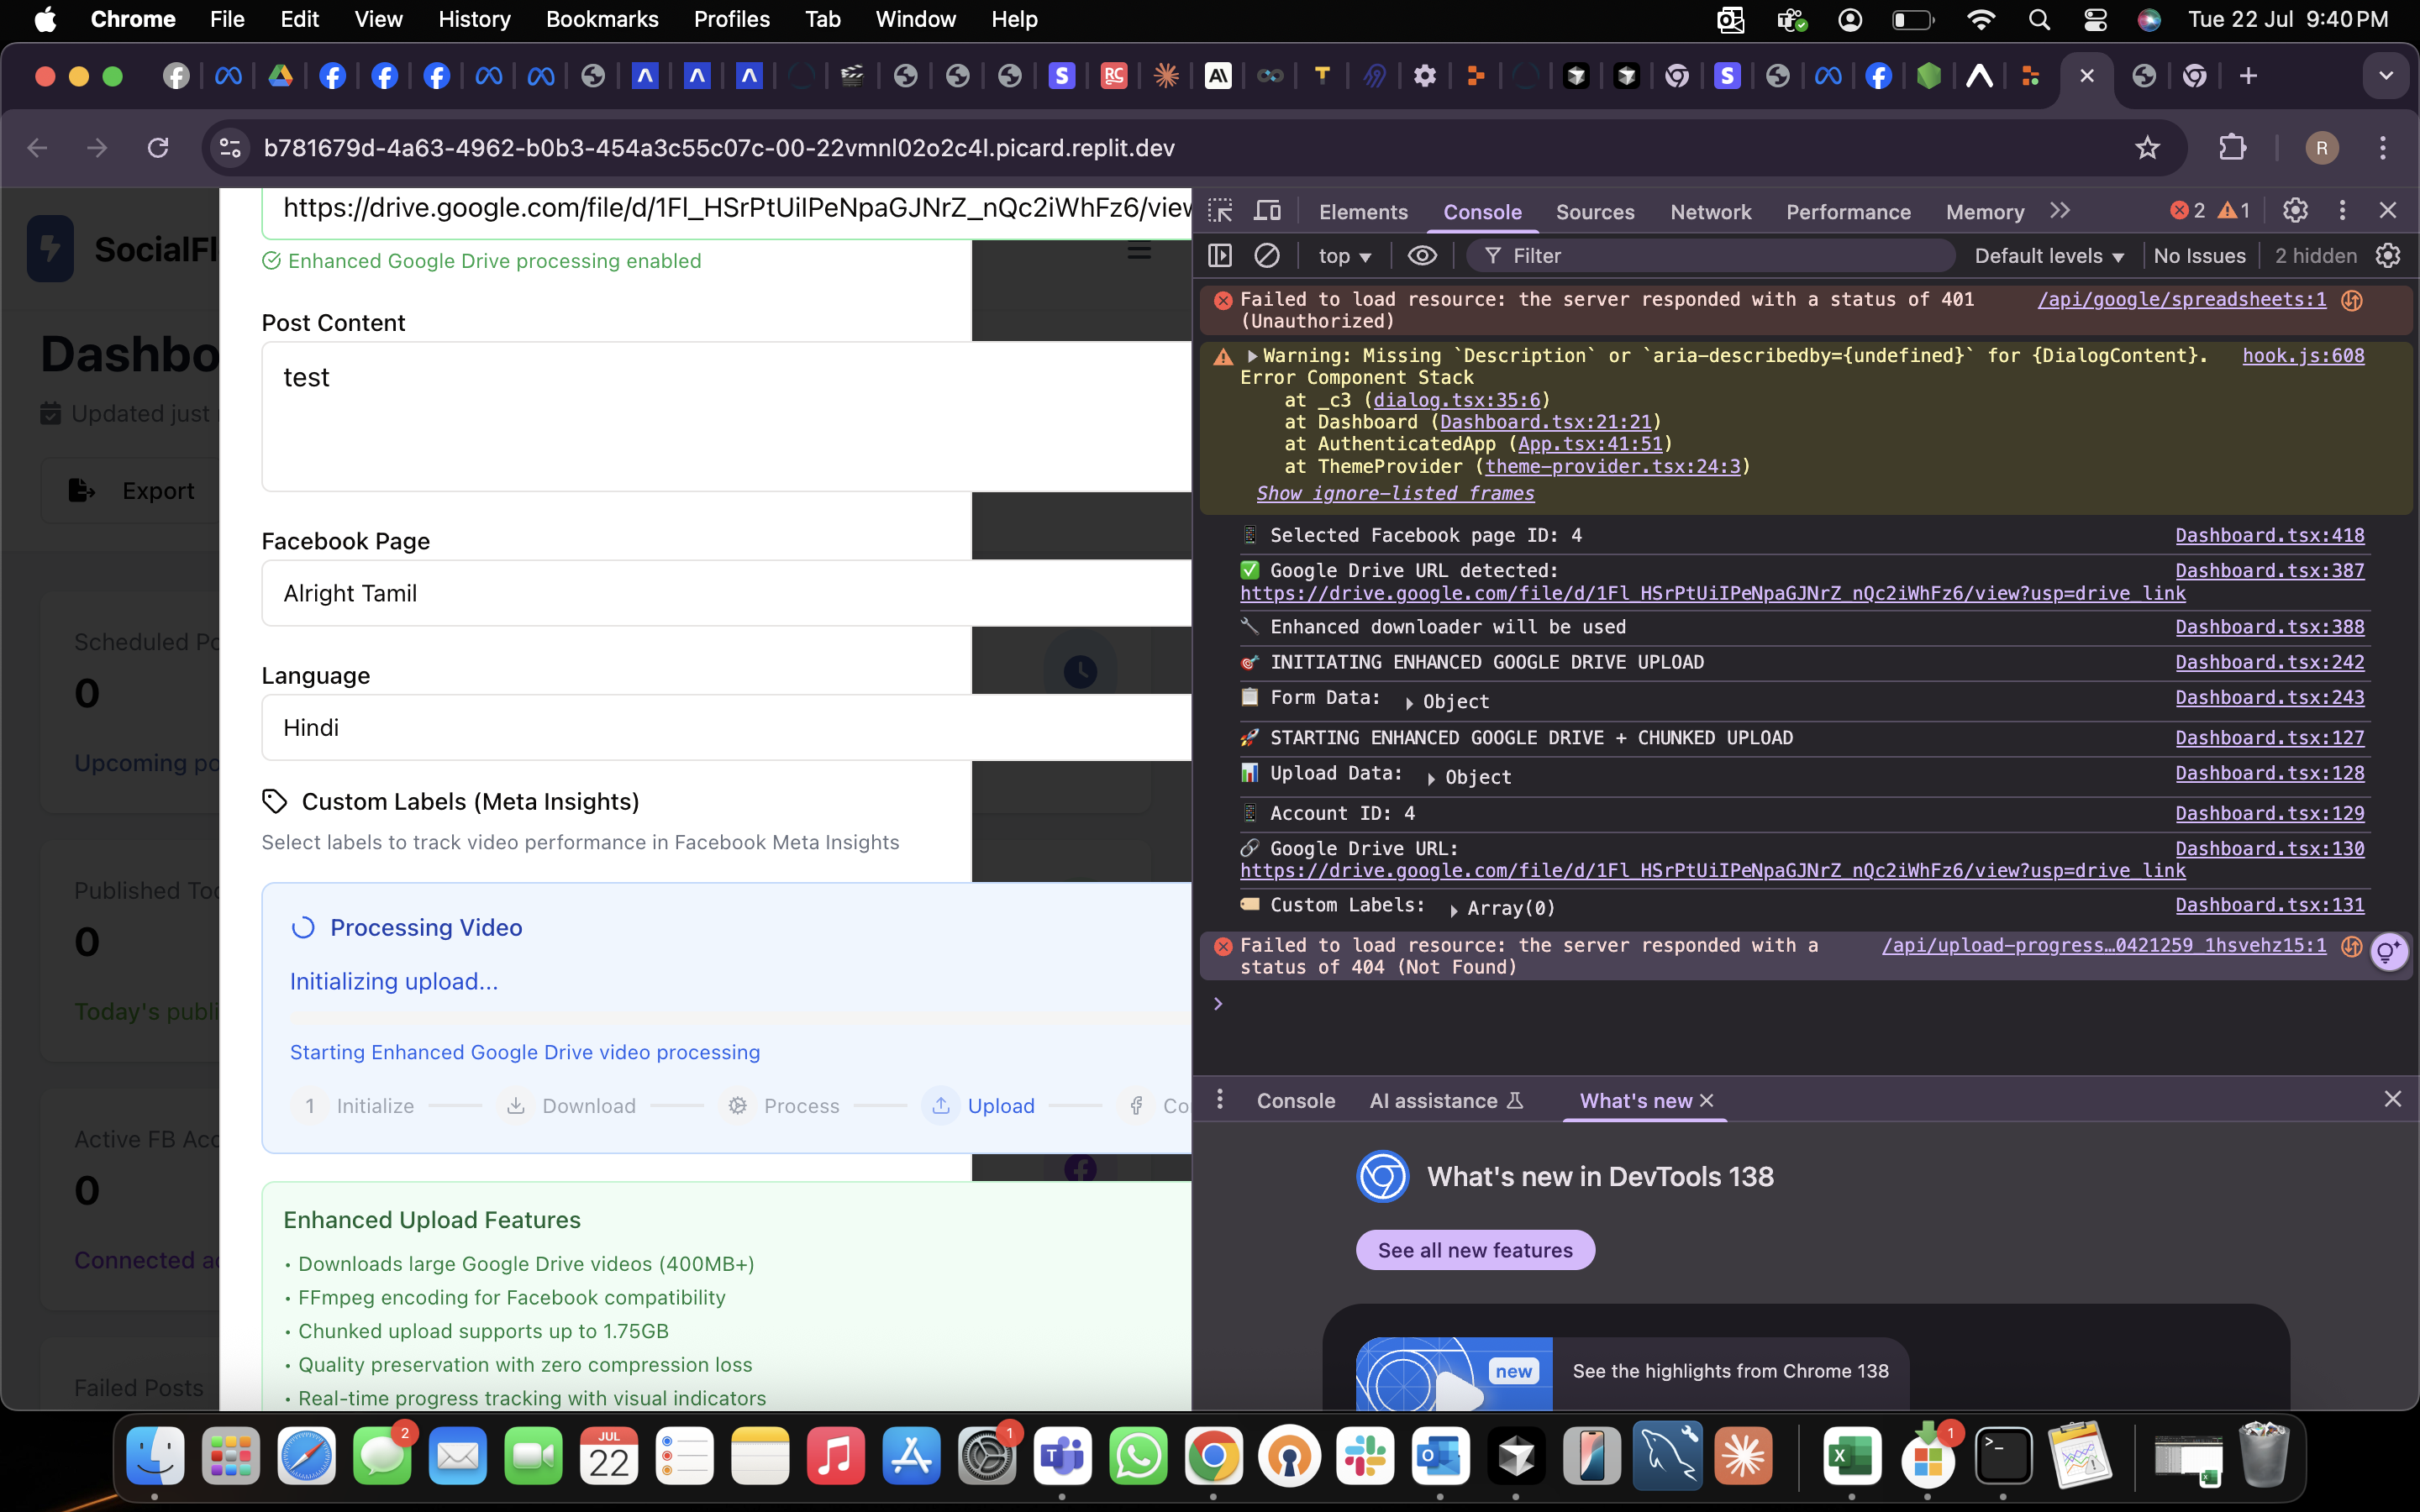 Chrome File Edit View History Bookmarks Profiles Tab Window Help Tue 22 Jul 9:40 PM
b781679d-4a63-4962-b0b3-454a3c55c07c-00-22vmnl02o2c4l.picard.replit.dev
SocialFl
Dashbo
Updated just
Export
Scheduled Po
0
Upcoming po
Published Too
0
Today's publi
Active FB Acc
0
Connected a
Failed Posts
https://drive.google.com/file/d/1Fl_HSrPtUiIPeNpaGJNrZ_nQc2iWhFz6/view
Enhanced Google Drive processing enabled
Post Content
test
Facebook Page
Alright Tamil
Language
Hindi
Custom Labels (Meta Insights)
Select labels to track video performance in Facebook Meta Insights
Processing Video
Initializing upload...
Starting Enhanced Google Drive video processing
1 Initialize Download Process Upload Co
Enhanced Upload Features
• Downloads large Google Drive videos (400MB+)
• FFmpeg encoding for Facebook compatibility
• Chunked upload supports up to 1.75GB
• Quality preservation with zero compression loss
• Real-time progress tracking with visual indicators
Elements Console Sources Network Performance Memory 2 1
top Filter Default levels No Issues 2 hidden
Failed to load resource: the server responded with a status of 401 /api/google/spreadsheets:1
(Unauthorized)
Warning: Missing `Description` or `aria-describedby={undefined}` for {DialogContent}. hook.js:608
Error Component Stack
at _c3 (dialog.tsx:35:6)
at Dashboard (Dashboard.tsx:21:21)
at AuthenticatedApp (App.tsx:41:51)
at ThemeProvider (theme-provider.tsx:24:3)
Show ignore-listed frames
Selected Facebook page ID: 4 Dashboard.tsx:418
Google Drive URL detected: Dashboard.tsx:387
https://drive.google.com/file/d/1Fl_HSrPtUiIPeNpaGJNrZ_nQc2iWhFz6/view?usp=drive_link
Enhanced downloader will be used Dashboard.tsx:388
INITIATING ENHANCED GOOGLE DRIVE UPLOAD Dashboard.tsx:242
Form Data: Object Dashboard.tsx:243
STARTING ENHANCED GOOGLE DRIVE + CHUNKED UPLOAD Dashboard.tsx:127
Upload Data: Object Dashboard.tsx:128
Account ID: 4 Dashboard.tsx:129
Google Drive URL: Dashboard.tsx:130
https://drive.google.com/file/d/1Fl_HSrPtUiIPeNpaGJNrZ_nQc2iWhFz6/view?usp=drive_link
Custom Labels: Array(0) Dashboard.tsx:131
Failed to load resource: the server responded with a /api/upload-progress…0421259_1hsvehz15:1
status of 404 (Not Found)
Console AI assistance What's new
What's new in DevTools 138
See all new features
new
See the highlights from Chrome 138
2
JUL
22
1
1